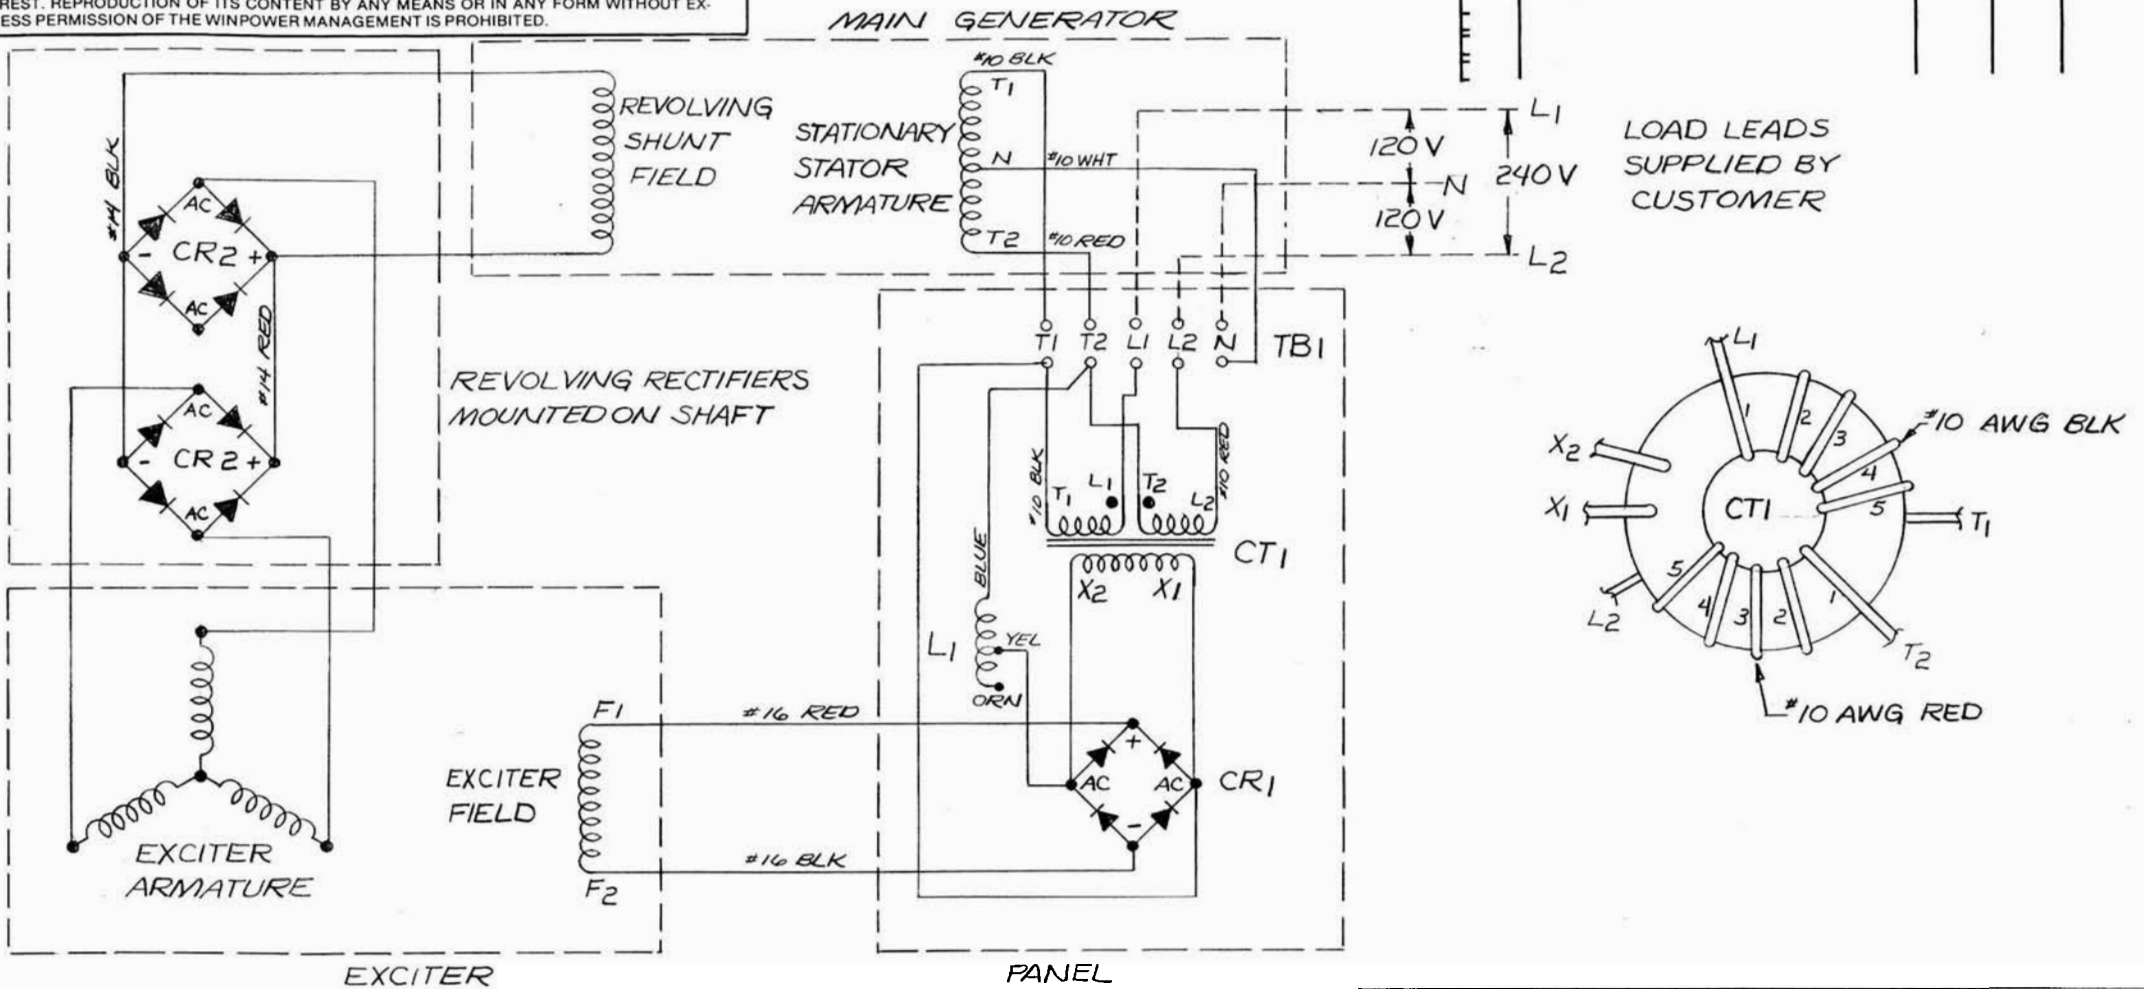 REST. REPRODUCTION OF ITS CONTENT BY ANY MEANS OR IN ANY FORM WITHOUT EX-
ESS PERMISSION OF THE WINPOWER MANAGEMENT IS PROHIBITED.
MAIN GENERATOR
#10 BLK
T1
REVOLVING
SHUNT
FIELD
STATIONARY
STATOR
ARMATURE
N
#10 WHT
T2
#10 RED
L1
120V
N
240V
120V
L2
LOAD LEADS
SUPPLIED BY
CUSTOMER
#14 BLK
AC
- CR2 +
AC
#14 RED
AC
- CR2 +
AC
REVOLVING RECTIFIERS
MOUNTED ON SHAFT
T1 T2 L1 L2 N TB1
#10 BLK
T1 L1 T2 L2
#10 RED
CT1
X2 X1
BLUE
L1
YEL
ORN
F1
#16 RED
+
AC AC CR1
-
EXCITER
FIELD
#16 BLK
F2
EXCITER
ARMATURE
EXCITER
PANEL
L1
1
2
3
#10 AWG BLK
4
5
X2
X1
CT1
T1
5
4
3
2
1
L2
T2
#10 AWG RED